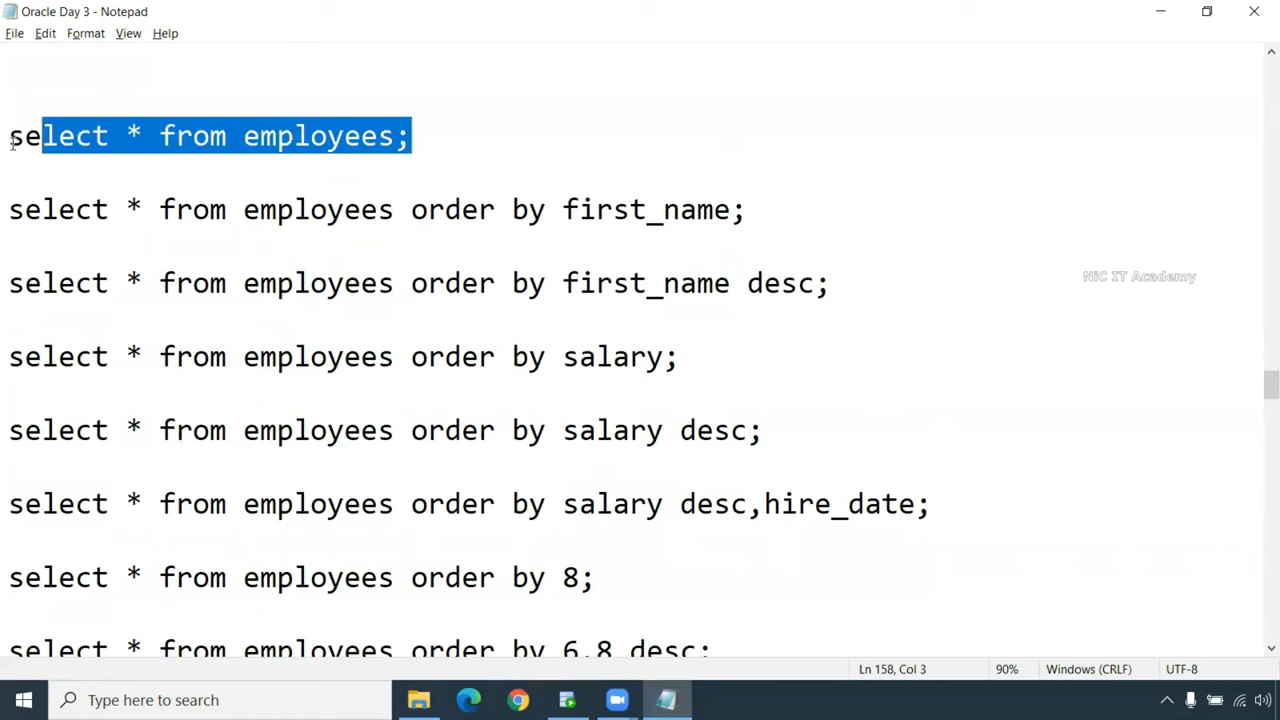 Oracle Day 3 - Notepad
File Edit Format View Help
select * from employees;
select * from employees order by first_name;
select * from employees order by first_name desc;
NiC IT Academy
select * from employees order by salary;
select * from employees order by salary desc;
select * from employees order by salary desc,hire_date;
select * from employees order by 8;
select * from employees order by 6,8 desc;
Ln 158, Col 3 90% Windows (CRLF) UTF-8
Type here to search